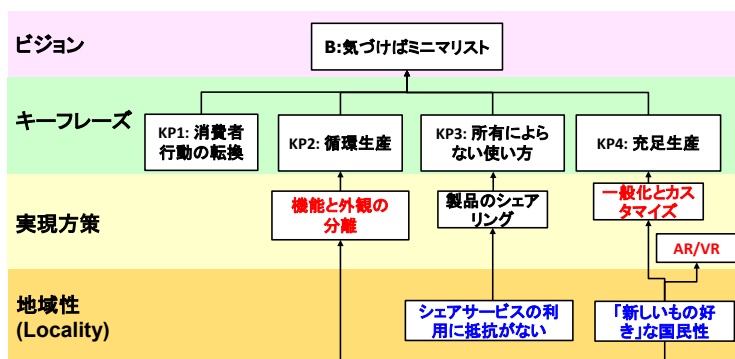 ビジョン
B:気づけばミニマリスト
キーフレーズ
KP1: 消費者
行動の転換
KP2: 循環生産
KP3: 所有によよ
らない使い方
KP4: 充足生産
実現方策
機能と外観の
分離
製品のシェア
リング
一般化とカス
タマイズ
AR/VR
地域性
(Locality)
シェアサービスの利
用に抵抗がない
「新しいもの好
き」な国民性